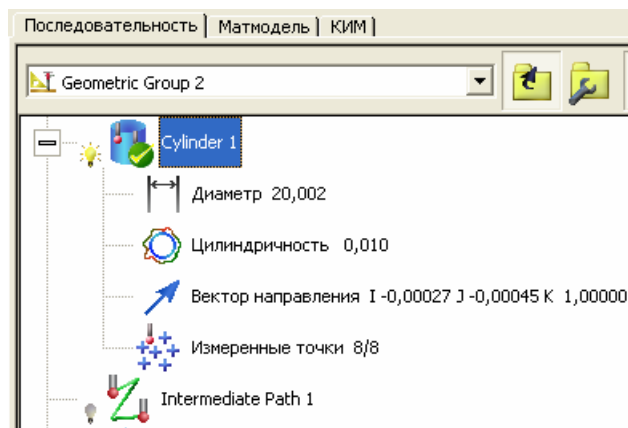 Последовательность Матмодель КИМ
Geometric Group 2
Cylinder 1
Диаметр 20,002
Цилиндричность 0,010
Вектор направления I -0,00027 J -0,00045 K 1,00000
Измеренные точки 8/8
Intermediate Path 1